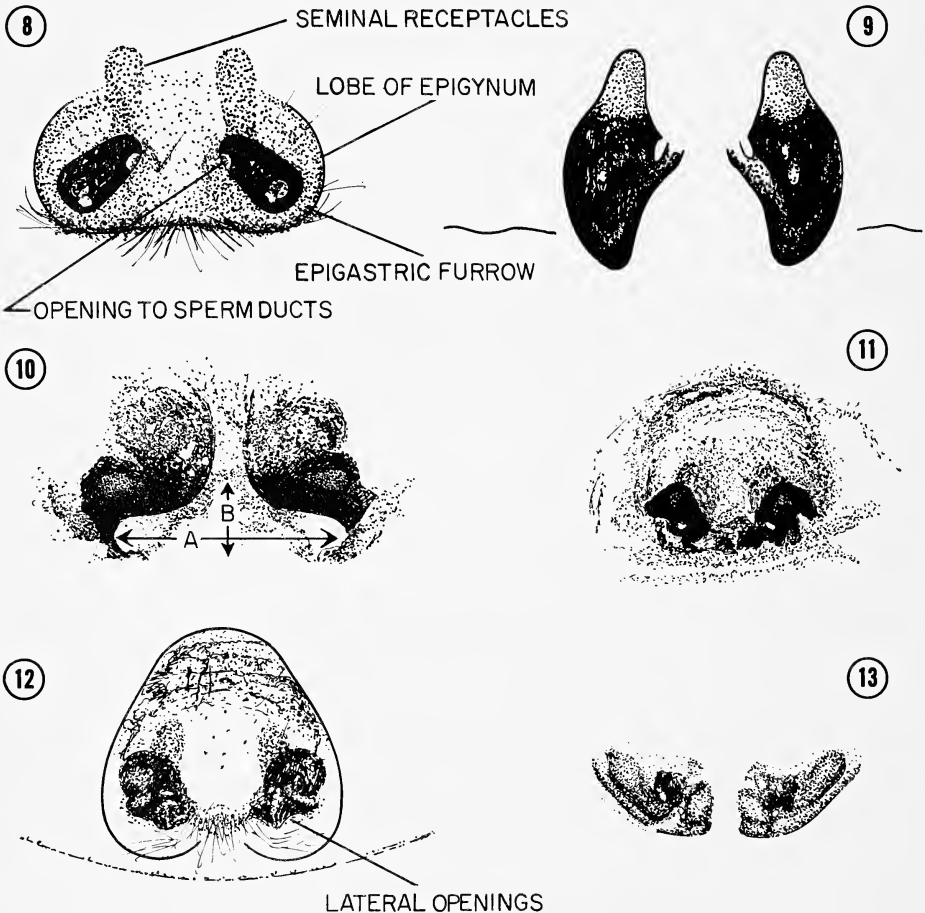 8
SEMINAL RECEPTACLES
9
LOBE OF EPIGYNUM
EPIGASTRIC FURROW
OPENING TO SPERM DUCTS
10
11
B
A
12
13
LATERAL OPENINGS